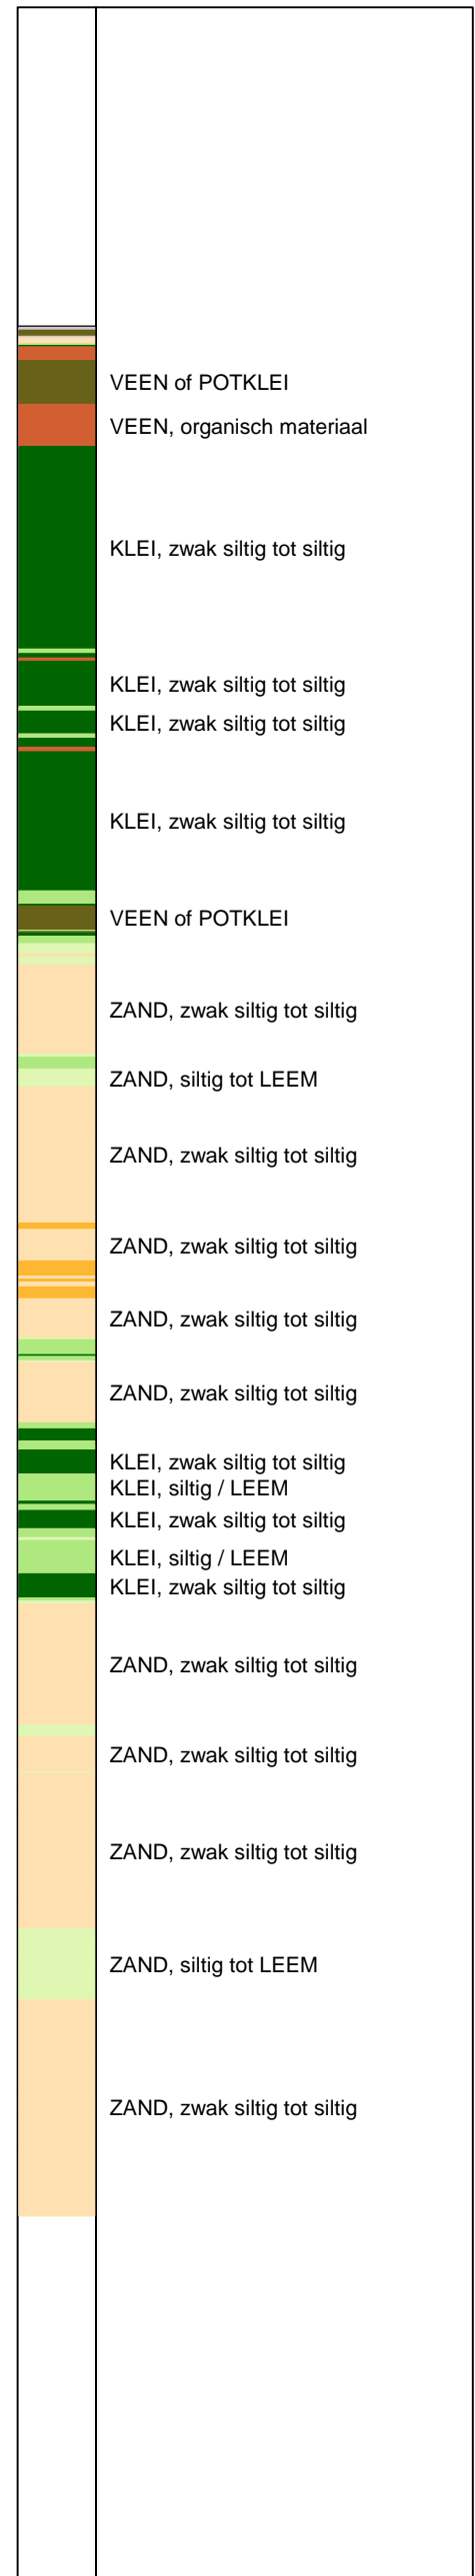 VEEN of POTKLEI
VEEN, organisch materiaal
KLEI, zwak siltig tot siltig
KLEI, zwak siltig tot siltig
KLEI, zwak siltig tot siltig
KLEI, zwak siltig tot siltig
VEEN of POTKLEI
ZAND, zwak siltig tot siltig
ZAND, siltig tot LEEM
ZAND, zwak siltig tot siltig
ZAND, zwak siltig tot siltig
ZAND, zwak siltig tot siltig
ZAND, zwak siltig tot siltig
KLEI, zwak siltig tot siltig
KLEI, siltig / LEEM
KLEI, zwak siltig tot siltig
KLEI, siltig / LEEM
KLEI, zwak siltig tot siltig
ZAND, zwak siltig tot siltig
ZAND, zwak siltig tot siltig
ZAND, zwak siltig tot siltig
ZAND, siltig tot LEEM
ZAND, zwak siltig tot siltig